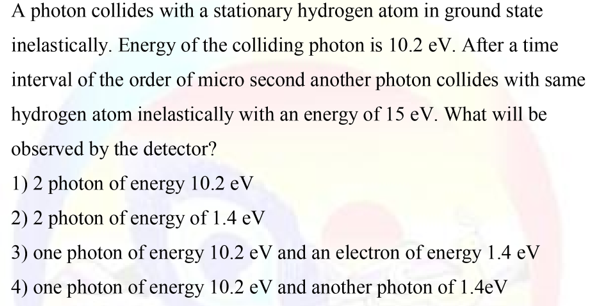 A photon collides with a stationary hydrogen atom in ground state
inelastically. Energy of the colliding photon is 10.2 eV. After a time
interval of the order of micro second another photon collides with same
hydrogen atom inelastically with an energy of 15 eV. What will be
observed by the detector?
1) 2 photon of energy 10.2 eV
2) 2 photon of energy of 1.4 eV
3) one photon of energy 10.2 eV and an electron of energy 1.4 eV
4) one photon of energy 10.2 eV and another photon of 1.4eV